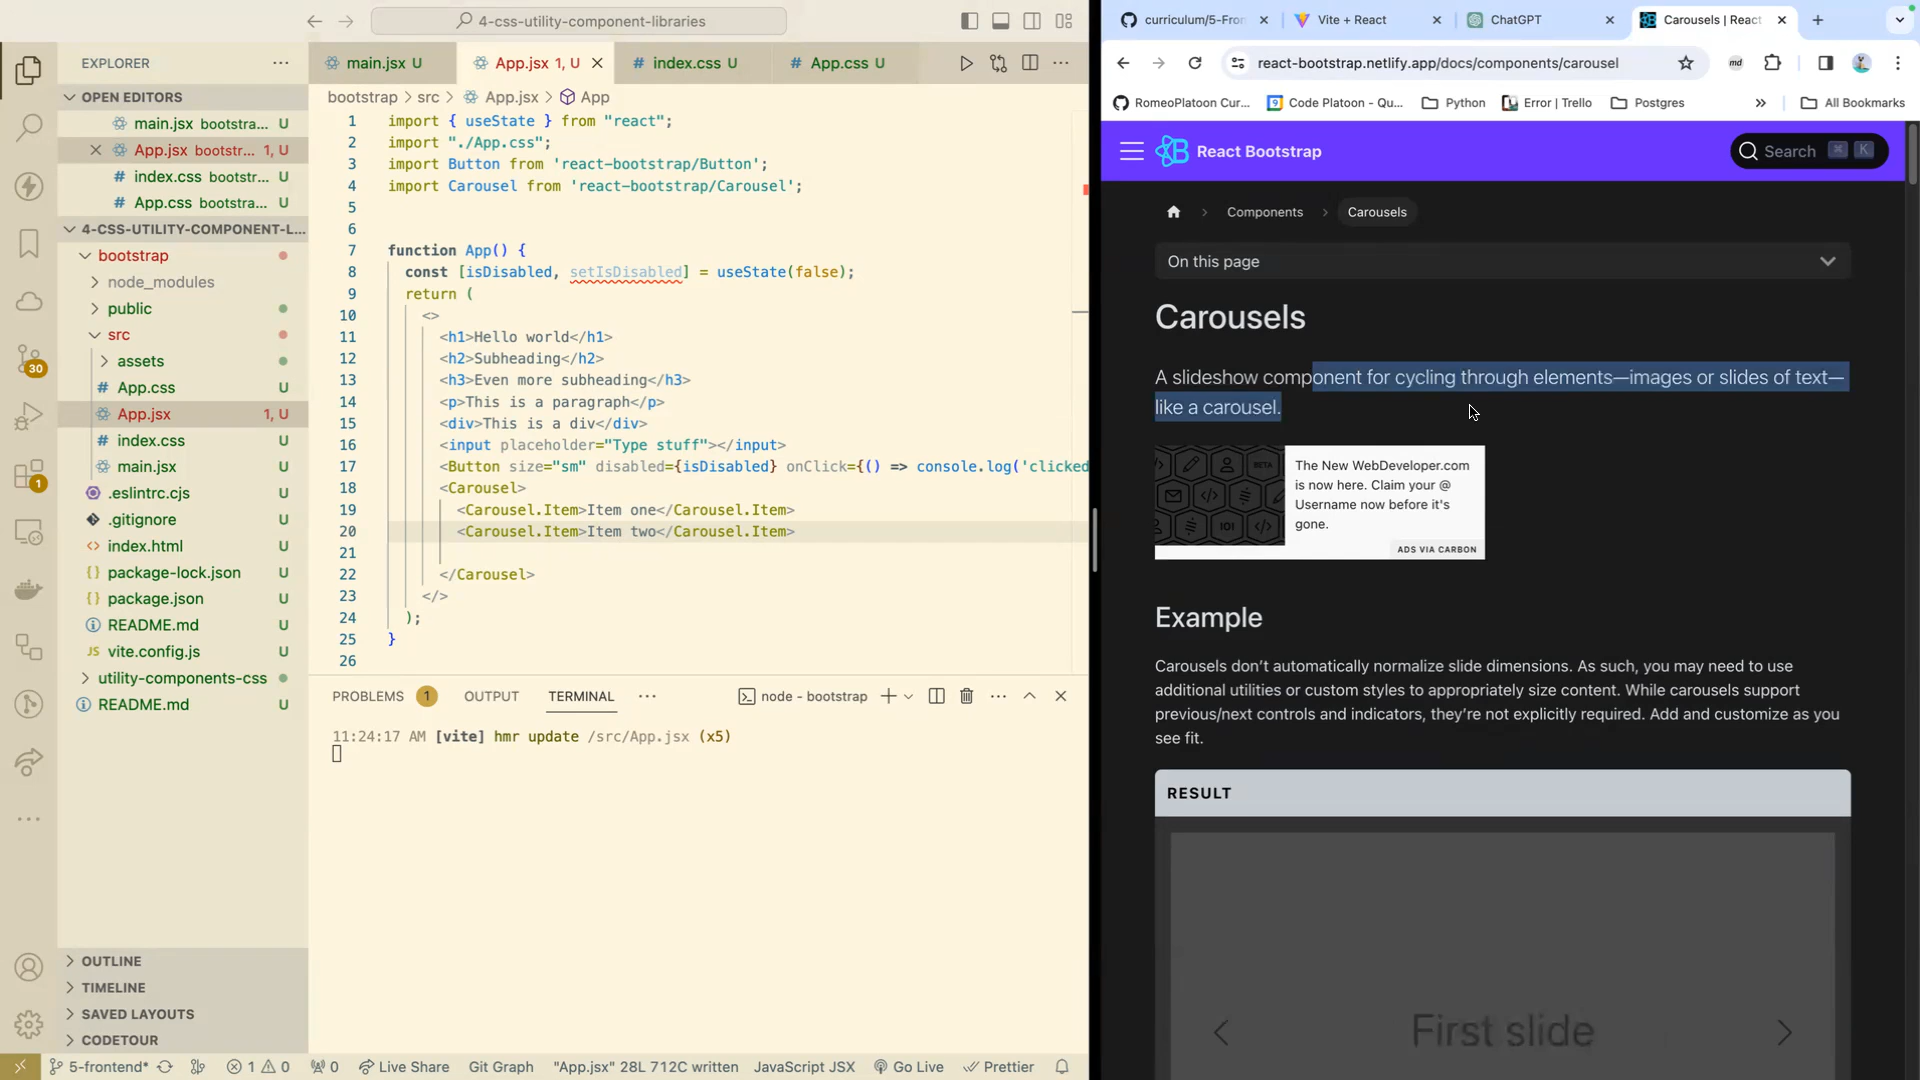 4-css-utility-component-libraries
EXPLORER
OPEN EDITORS
main.jsx bootstra... U
App.jsx bootstr... 1, U
index.css bootstr... U
App.css bootstra... U
4-CSS-UTILITY-COMPONENT-L...
bootstrap
node_modules
public
src
assets
App.css U
App.jsx 1, U
index.css U
main.jsx U
.eslintrc.cjs U
.gitignore U
index.html U
package-lock.json U
package.json U
README.md U
vite.config.js U
utility-components-css
README.md U
OUTLINE
TIMELINE
SAVED LAYOUTS
CODETOUR
30
1
main.jsx U
App.jsx 1, U
index.css U
App.css U
bootstrap > src > App.jsx > App
1 import { useState } from "react";
2 import "./App.css";
3 import Button from 'react-bootstrap/Button';
4 import Carousel from 'react-bootstrap/Carousel';
5
6
7 function App() {
8 const [isDisabled, setIsDisabled] = useState(false);
9 return (
10 <>
11 <h1>Hello world</h1>
12 <h2>Subheading</h2>
13 <h3>Even more subheading</h3>
14 <p>This is a paragraph</p>
15 <div>This is a div</div>
16 <input placeholder="Type stuff"></input>
17 <Button size="sm" disabled={isDisabled} onClick={() => console.log('clicked
18 <Carousel>
19 <Carousel.Item>Item one</Carousel.Item>
20 <Carousel.Item>Item two</Carousel.Item>
21
22 </Carousel>
23 </>
24 );
25 }
26
PROBLEMS 1 OUTPUT TERMINAL ... node - bootstrap
11:24:17 AM [vite] hmr update /src/App.jsx (x5)
5-frontend* 1 0 0 Live Share Git Graph "App.jsx" 28L 712C written JavaScript JSX Go Live Prettier
curriculum/5-Fron
Vite + React
ChatGPT
Carousels | React
react-bootstrap.netlify.app/docs/components/carousel
md
RomeoPlatoon Cur... Code Platoon - Qu... Python Error | Trello Postgres » All Bookmarks
React Bootstrap
Search ⌘ K
Components > Carousels
On this page
Carousels
A slideshow component for cycling through elements—images or slides of text—
like a carousel.
BETA
101
The New WebDeveloper.com
is now here. Claim your @
Username now before it's
gone.
ADS VIA CARBON
Example
Carousels don't automatically normalize slide dimensions. As such, you may need to use
additional utilities or custom styles to appropriately size content. While carousels support
previous/next controls and indicators, they're not explicitly required. Add and customize as you
see fit.
RESULT
First slide